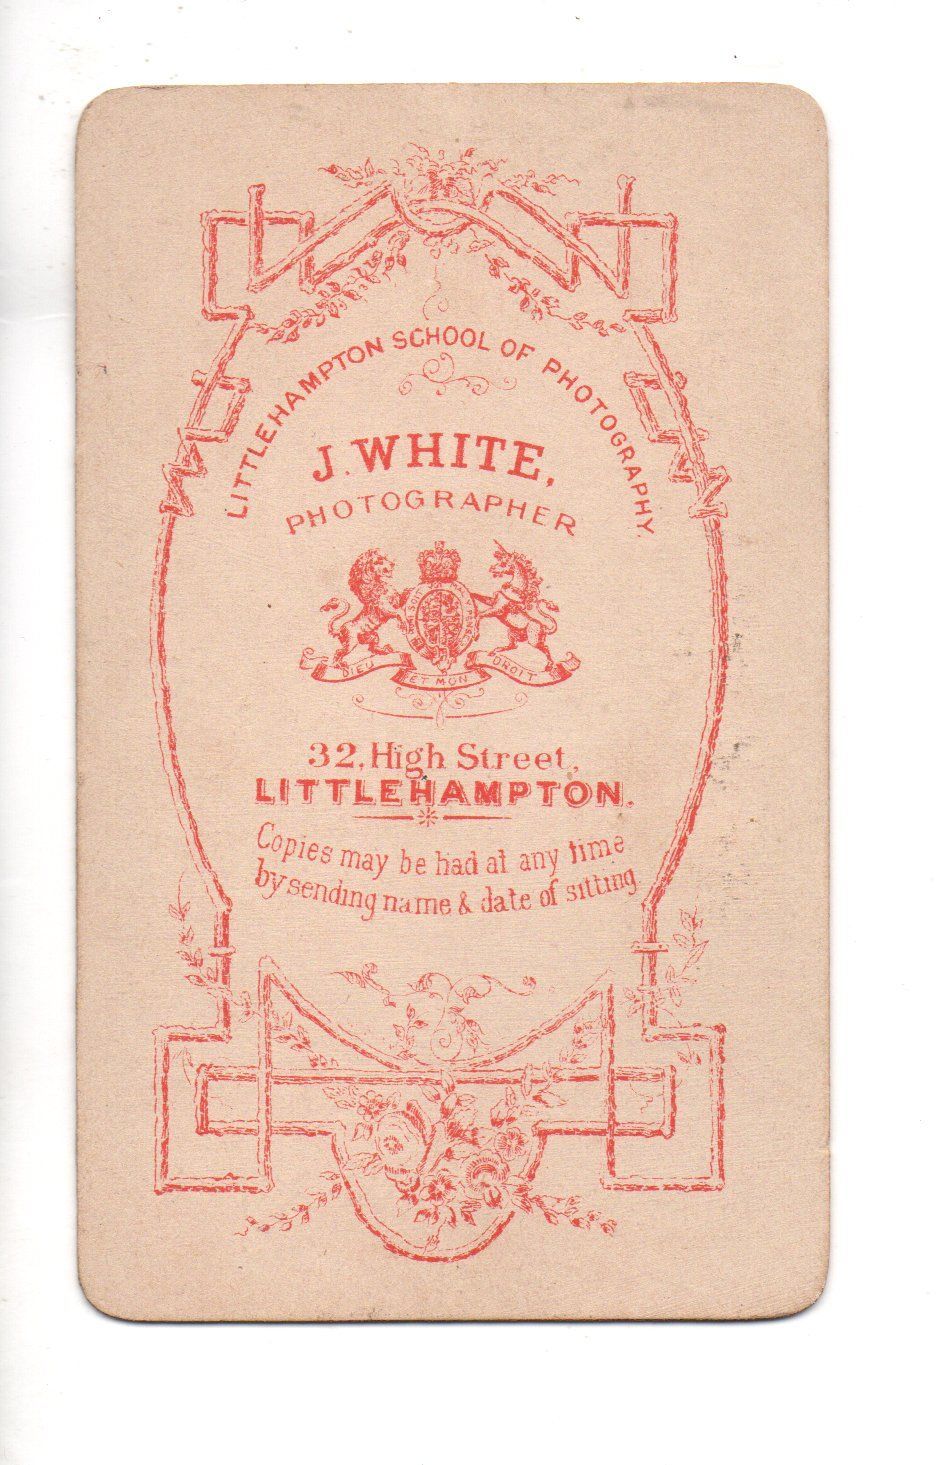 LITTLEHAMPTON SCHOOL OF PHOTOGRAPHY.
J. WHITE,
PHOTOGRAPHER
DIEU ET MON DROIT
32, High Street,
LITTLEHAMPTON.
Copies may be had at any time
by sending name & date of sitting